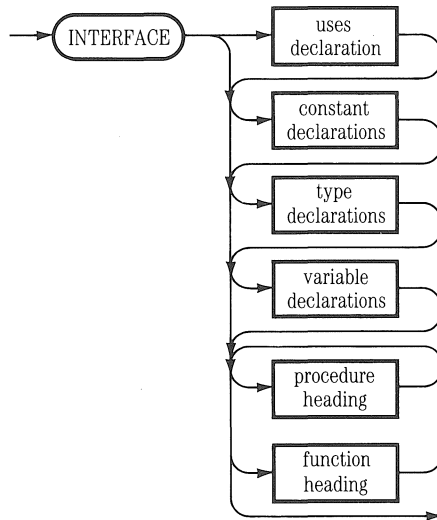 INTERFACE
uses
declaration
constant
declarations
type
declarations
variable
declarations
procedure
heading
function
heading